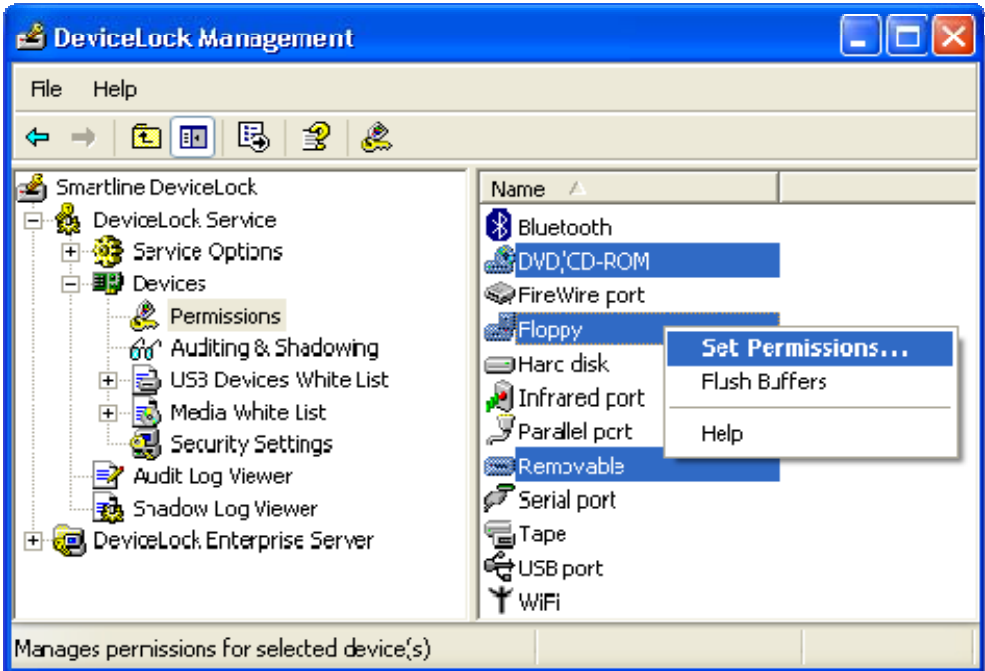 DeviceLock Management
File Help
Smartline DeviceLock
DeviceLock Service
Service Options
Devices
Permissions
Auditing & Shadowing
USB Devices White List
Media White List
Security Settings
Audit Log Viewer
Shadow Log Viewer
DeviceLock Enterprise Server
Name
Bluetooth
DVD/CD-ROM
FireWire port
Floppy
Hard disk
Infrared port
Parallel port
Removable
Serial port
Tape
USB port
WiFi
Set Permissions...
Flush Buffers
Help
Manages permissions for selected device(s)